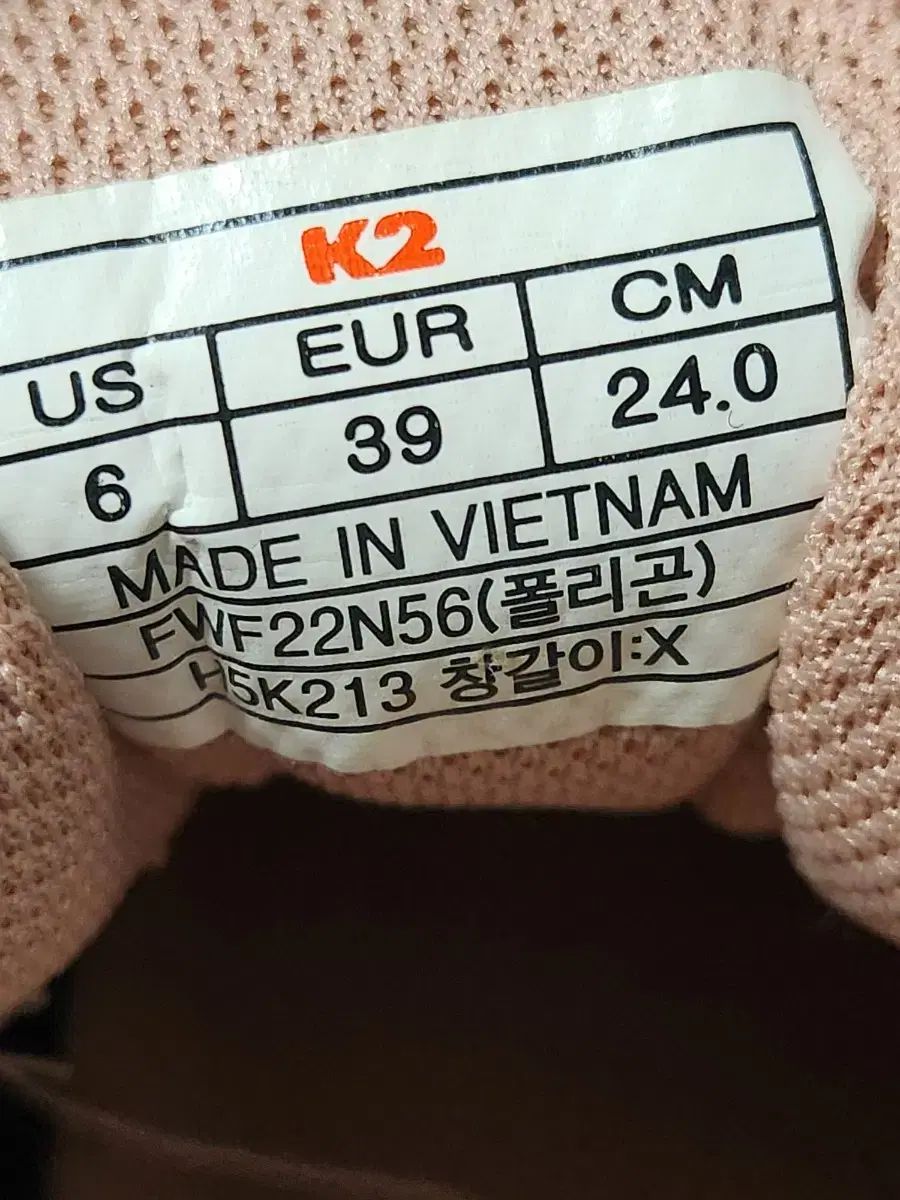 K2
US EUR CM
6 39 24.0
MADE IN VIETNAM
FWF22N56(폴리곤)
H5K213 창갈이:X